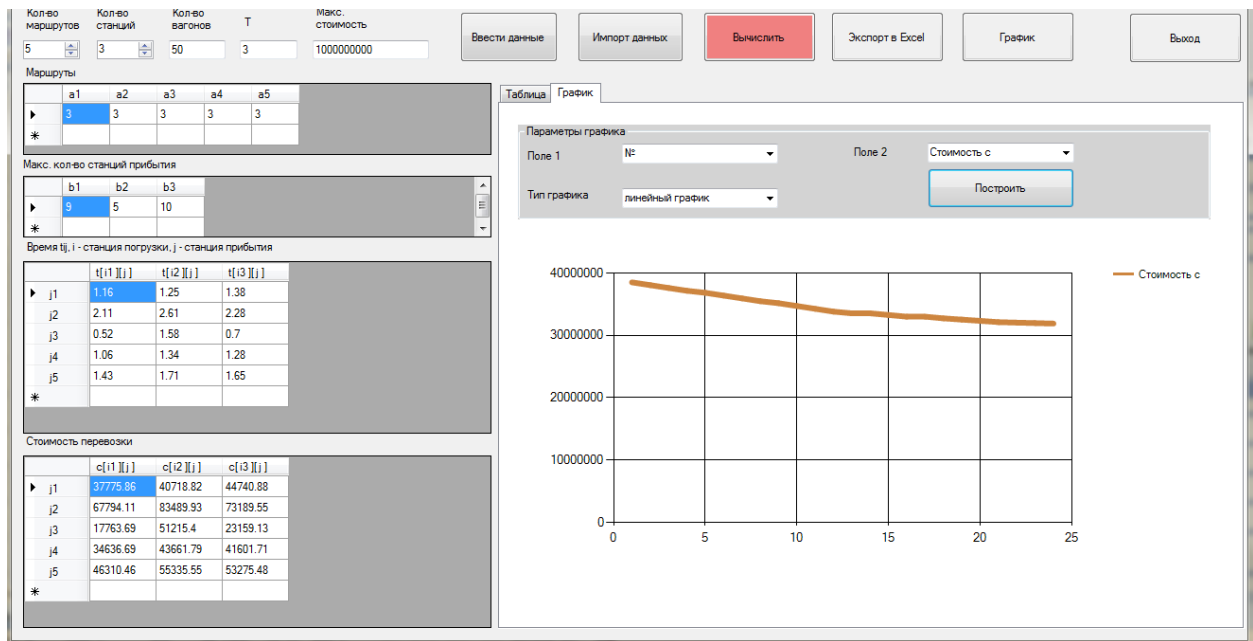 Кол-во маршрутов
Кол-во станций
Кол-во вагонов
T
Макс. стоимость
5
3
50
3
1000000000
Ввести данные
Импорт данных
Вычислить
Экспорт в Excel
График
Выход
Маршруты
a1 a2 a3 a4 a5
3 3 3 3 3
Макс. кол-во станций прибытия
b1 b2 b3
9 5 10
Время tij, i - станция погрузки, j - станция прибытия
t[ i1 ][ j ] t[ i2 ][ j ] t[ i3 ][ j ]
j1 1.16 1.25 1.38
j2 2.11 2.61 2.28
j3 0.52 1.58 0.7
j4 1.06 1.34 1.28
j5 1.43 1.71 1.65
Стоимость перевозки
c[ i1 ][ j ] c[ i2 ][ j ] c[ i3 ][ j ]
j1 37775.86 40718.82 44740.88
j2 67794.11 83489.93 73189.55
j3 17763.69 51215.4 23159.13
j4 34636.69 43661.79 41601.71
j5 46310.46 55335.55 53275.48
Таблица График
Параметры графика
Поле 1 №
Поле 2 Стоимость с
Тип графика линейный график
Построить
40000000
30000000
20000000
10000000
0
0 5 10 15 20 25
Стоимость с